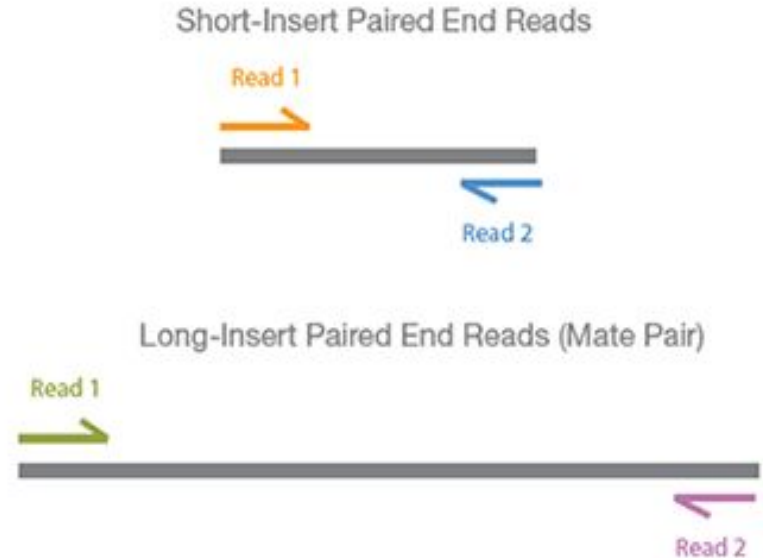 Short-Insert Paired End Reads
Read 1
Read 2
Long-Insert Paired End Reads (Mate Pair)
Read 1
Read 2